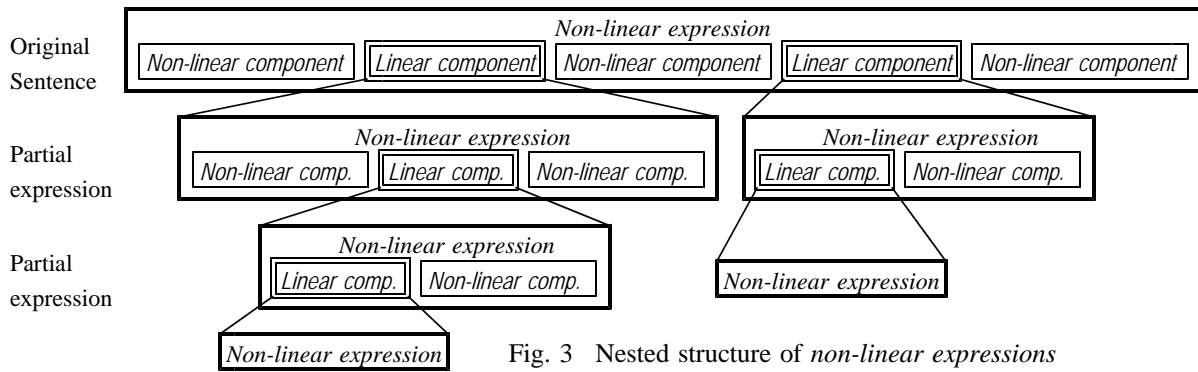 Non-linear expression
Original
Sentence
Non-linear component Linear component Non-linear component Linear component Non-linear component
Non-linear expression Non-linear expression
Partial
expression
Non-linear comp. Linear comp. Non-linear comp. Linear comp. Non-linear comp.
Non-linear expression
Partial
expression
Linear comp. Non-linear comp. Non-linear expression
Non-linear expression
Fig. 3 Nested structure of non-linear expressions